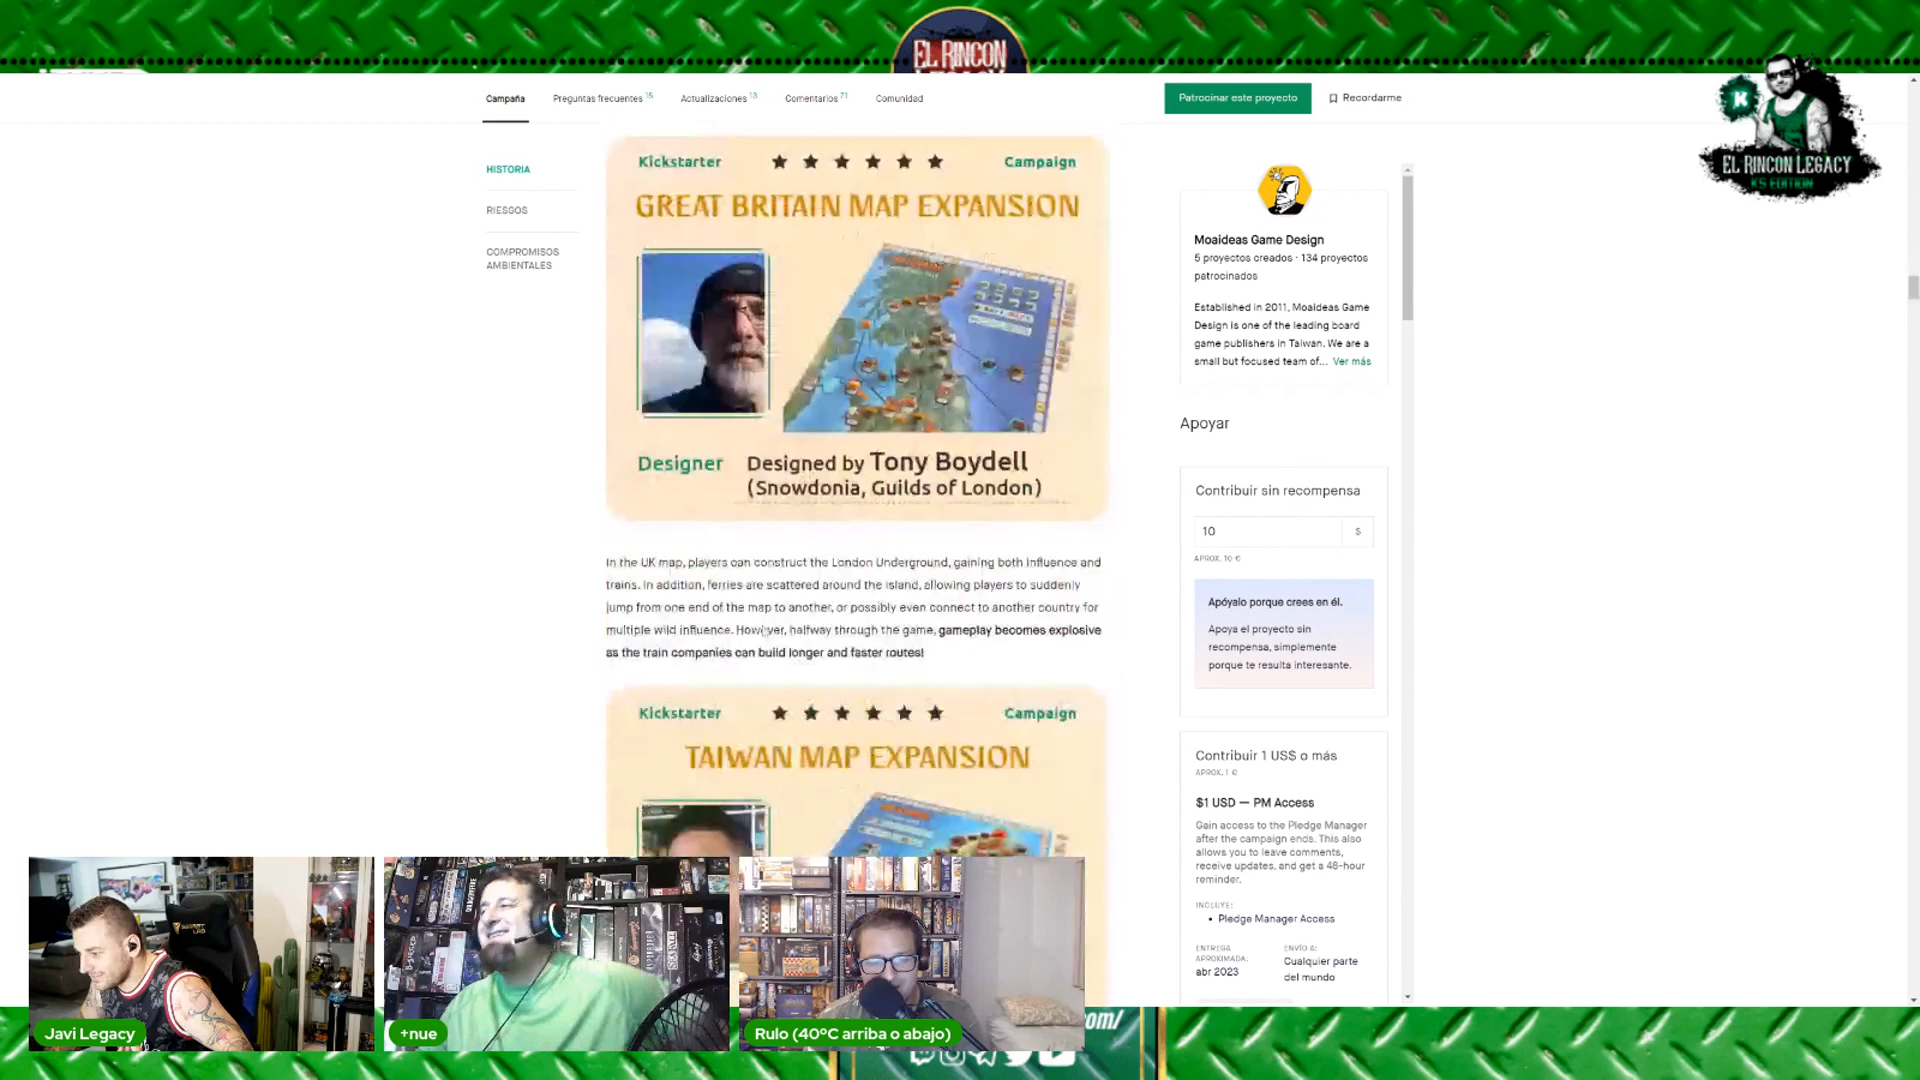 EL RINCON
Campaña
Preguntas frecuentes 15
Actualizaciones 13
Comentarios 71
Comunidad
Patrocinar este proyecto
Recordarme
K
EL RINCON LEGACY
KS EDITION
HISTORIA
RIESGOS
COMPROMISOS
AMBIENTALES
Kickstarter
Campaign
GREAT BRITAIN MAP EXPANSION
Designer
Designed by Tony Boydell
(Snowdonia, Guilds of London)
In the UK map, players can construct the London Underground, gaining both influence and
trains. In addition, ferries are scattered around the island, allowing players to suddenly
jump from one end of the map to another, or possibly even connect to another country for
multiple wild influence. However, halfway through the game, gameplay becomes explosive
as the train companies can build longer and faster routes!
Kickstarter
Campaign
TAIWAN MAP EXPANSION
Moaideas Game Design
5 proyectos creados · 134 proyectos
patrocinados
Established in 2011, Moaideas Game
Design is one of the leading board
game publishers in Taiwan. We are a
small but focused team of... Ver más
Apoyar
Contribuir sin recompensa
10
$
APROX. 10 €
Apóyalo porque crees en él.
Apoya el proyecto sin
recompensa, simplemente
porque te resulta interesante.
Contribuir 1 US$ o más
APROX. 1 €
$1 USD — PM Access
Gain access to the Pledge Manager
after the campaign ends. This also
allows you to leave comments,
receive updates, and get a 48-hour
reminder.
INCLUYE:
• Pledge Manager Access
ENTREGA
APROXIMADA:
abr 2023
ENVÍO A:
Cualquier parte
del mundo
Javi Legacy
+nue
Rulo (40ºC arriba o abajo)
om/